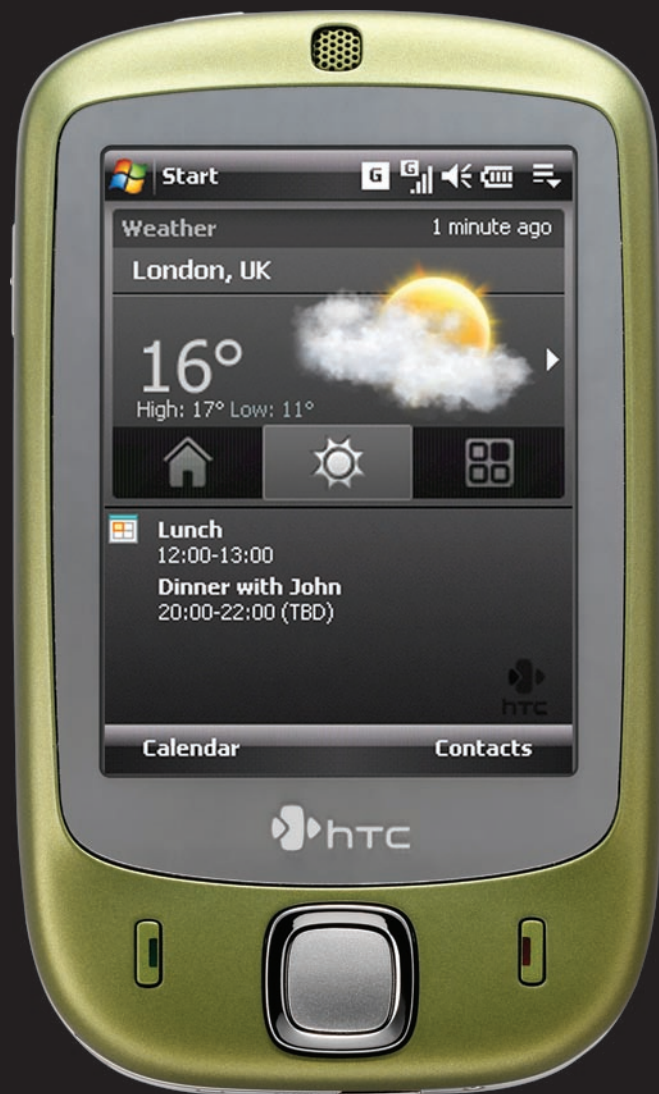 Start
G
G
Weather
1 minute ago
London, UK
16°
High: 17° Low: 11°
Lunch
12:00-13:00
Dinner with John
20:00-22:00 (TBD)
hTC
Calendar
Contacts
hTC